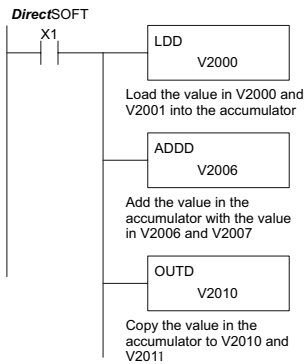 DirectSOFT
X1
LDD
V2000
Load the value in V2000 and
V2001 into the accumulator
ADDD
V2006
Add the value in the
accumulator with the value
in V2006 and V2007
OUTD
V2010
Copy the value in the
accumulator to V2010 and
V2011